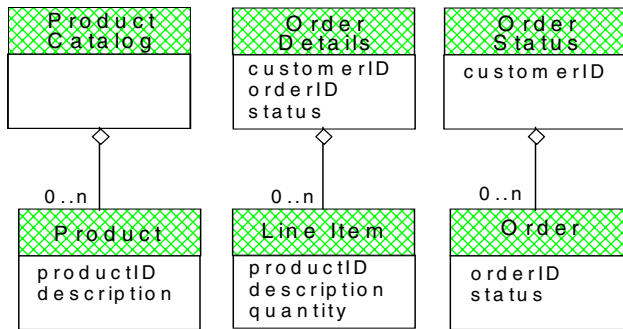 Product
Catalog
0..n
Product
productID
description
Order
Details
customerID
orderID
status
0..n
Line Item
productID
description
quantity
Order
Status
customerID
0..n
Order
orderID
status